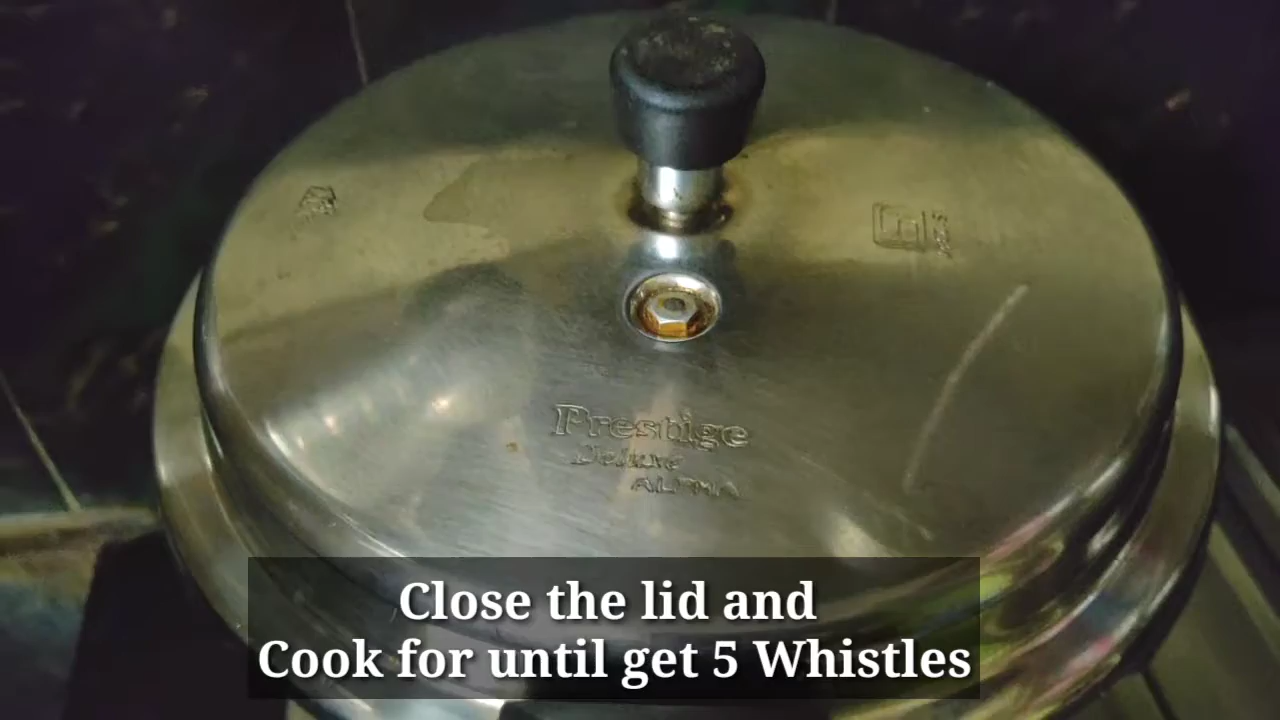 Prestige
Deluxe
ALPHA
Close the lid and
Cook for until get 5 Whistles